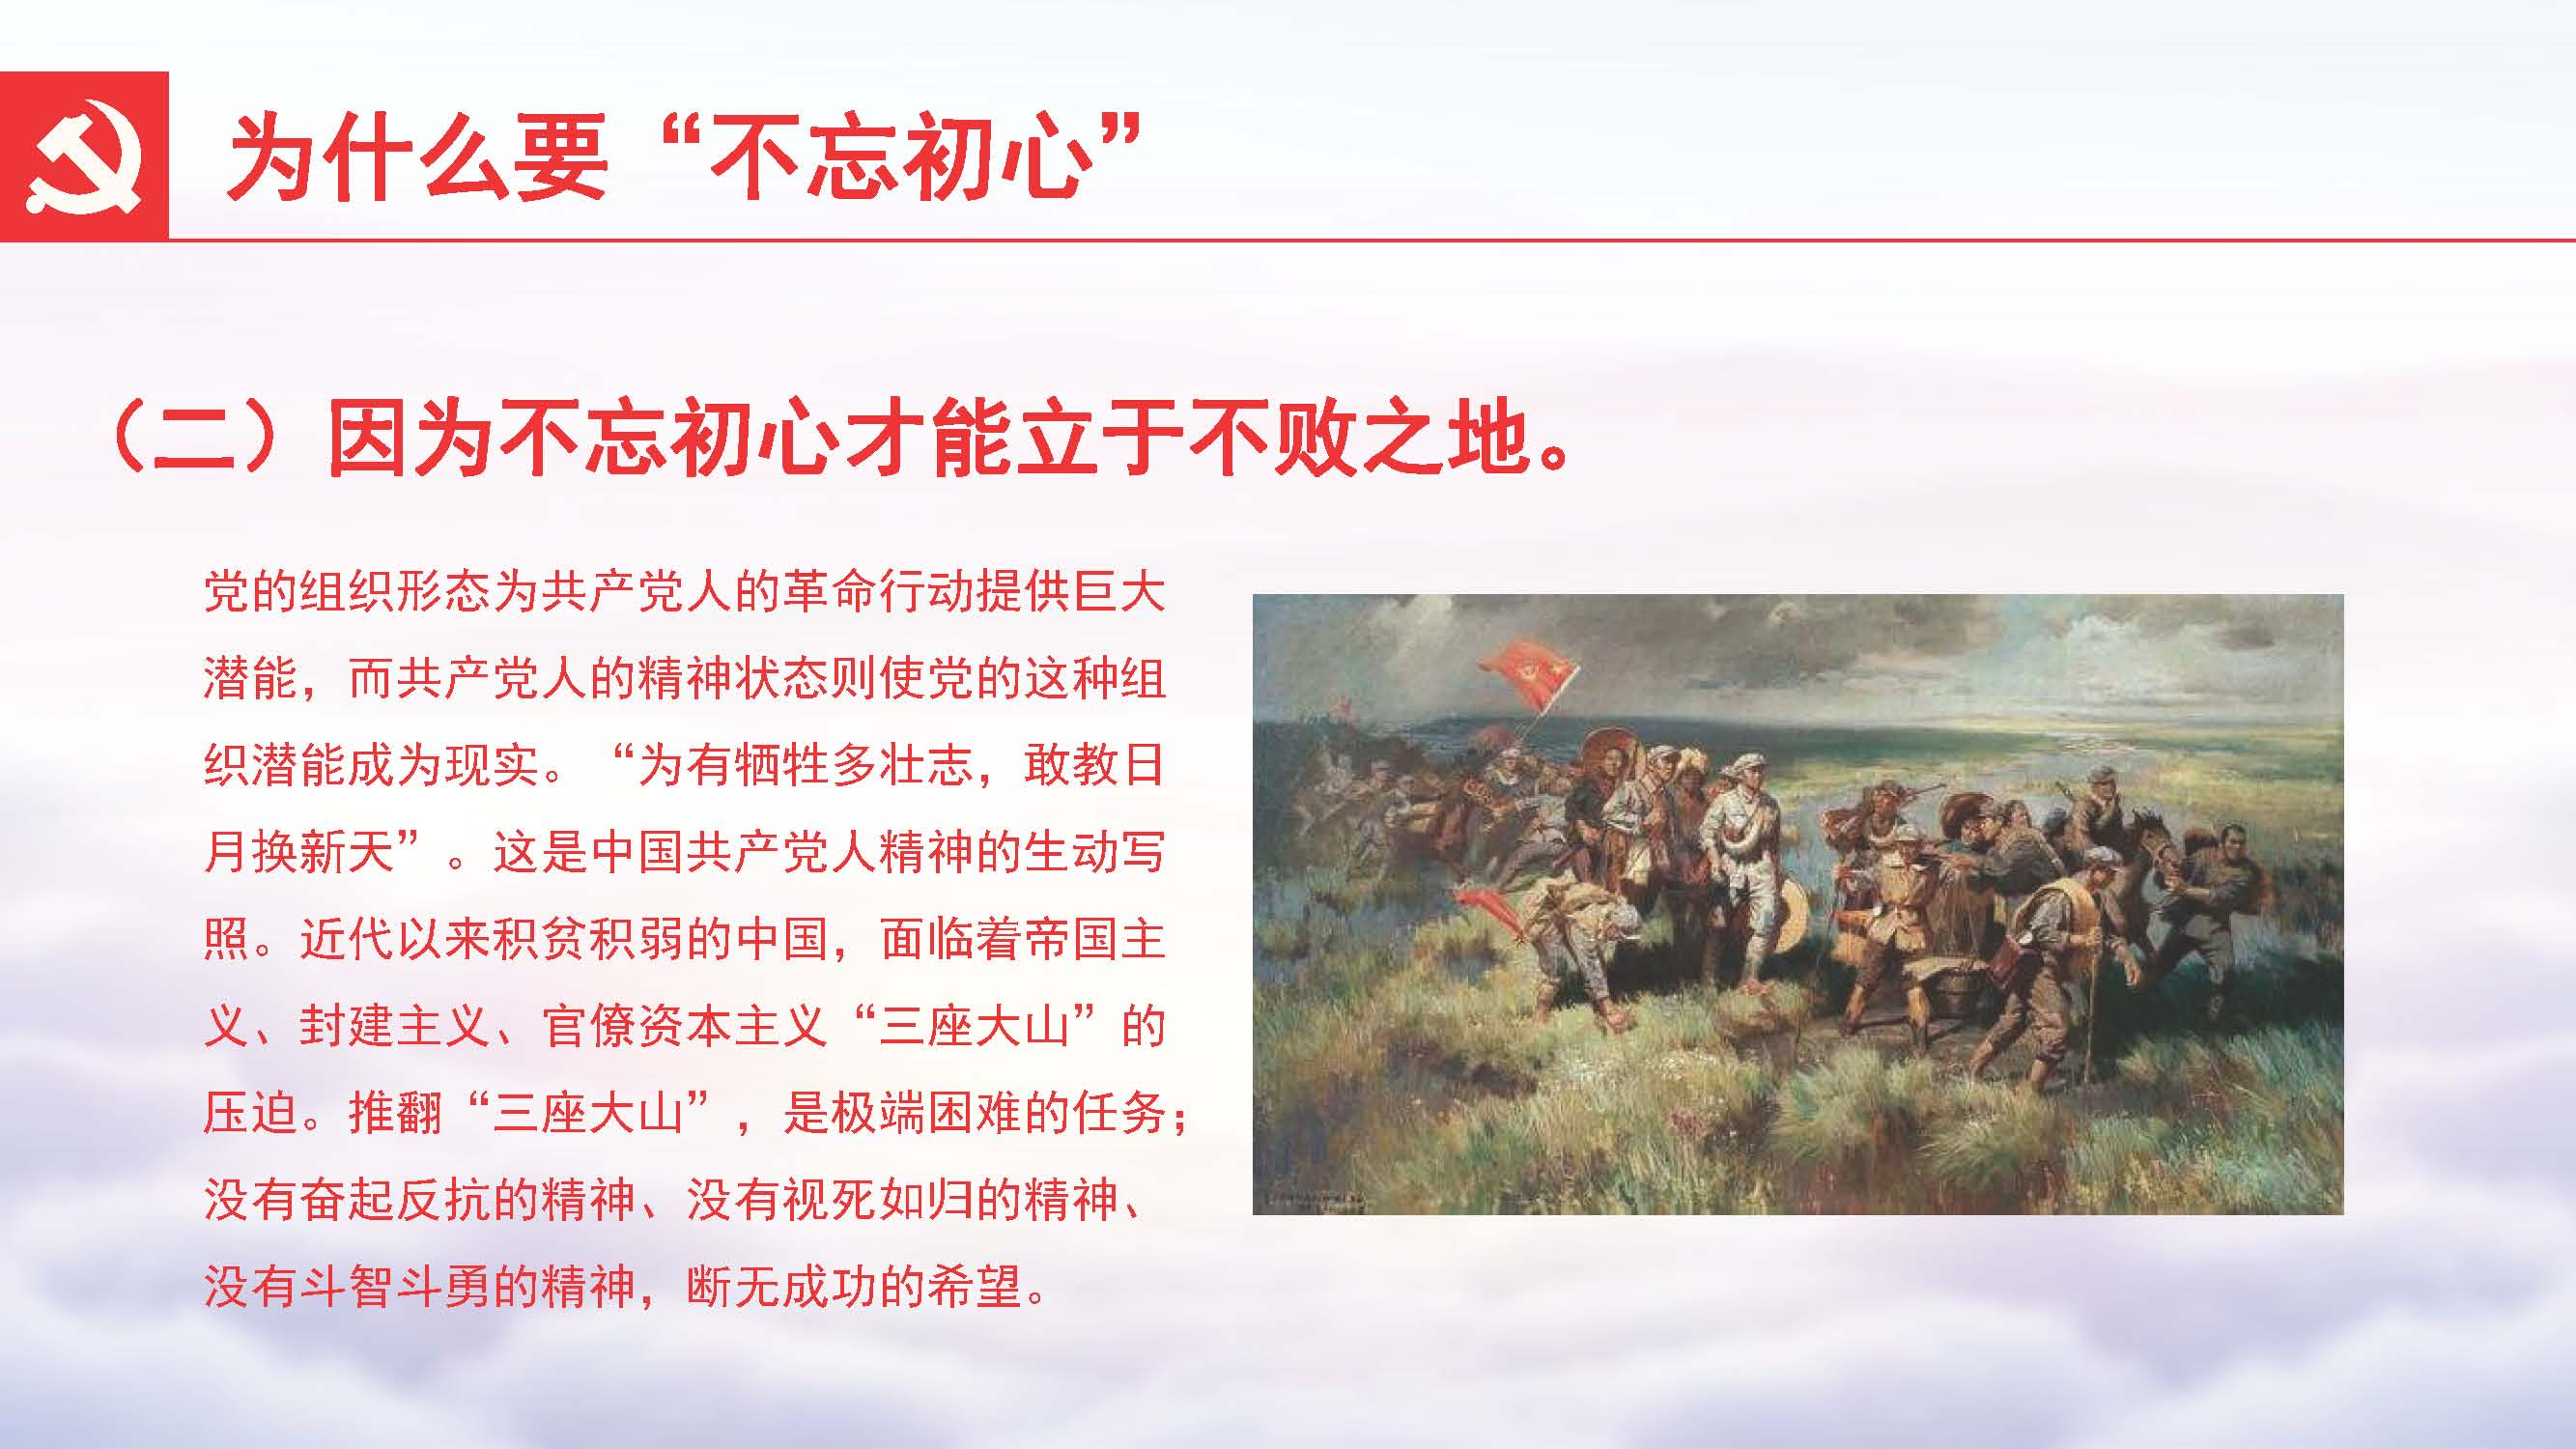 为什么要“不忘初心”
（二）因为不忘初心才能立于不败之地。
党的组织形态为共产党人的革命行动提供巨大
潜能，而共产党人的精神状态则使党的这种组
织潜能成为现实。“为有牺牲多壮志，敢教日
月换新天”。这是中国共产党人精神的生动写
照。近代以来积贫积弱的中国，面临着帝国主
义、封建主义、官僚资本主义“三座大山”的
压迫。推翻“三座大山”，是极端困难的任务；
没有奋起反抗的精神、没有视死如归的精神、
没有斗智斗勇的精神，断无成功的希望。